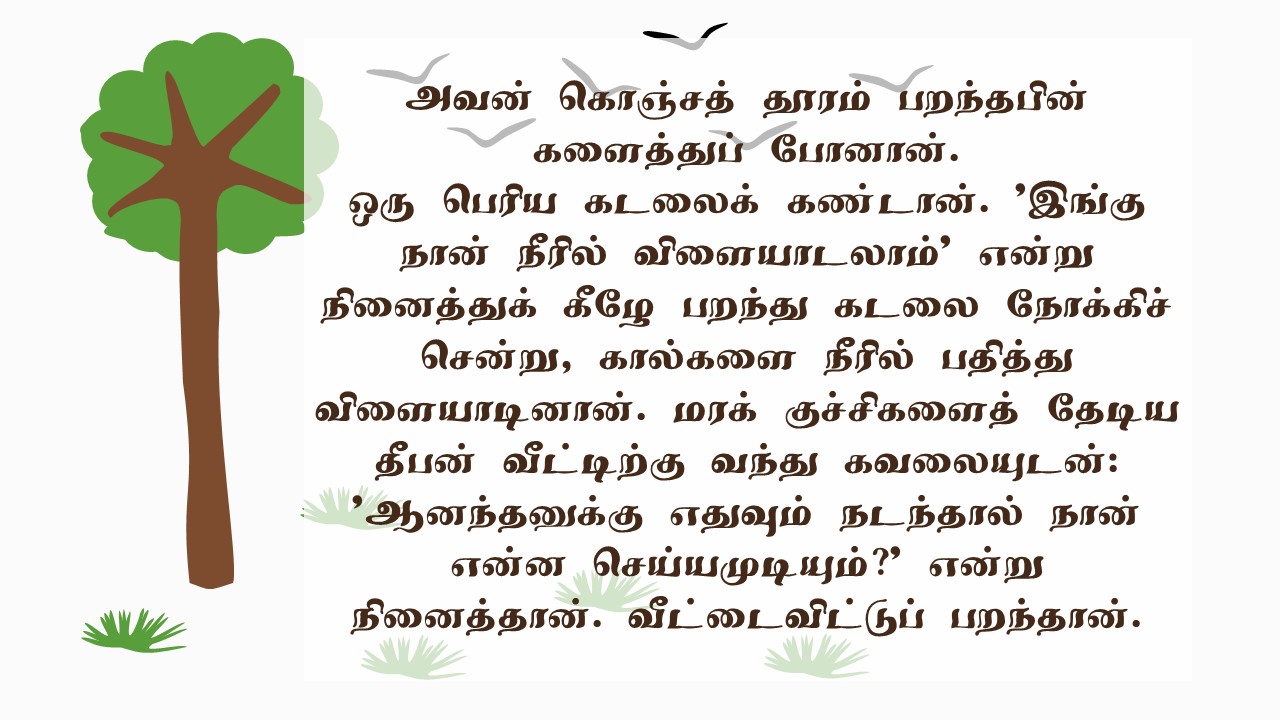 அவன் கொஞ்சத் தூரம் பறந்தபின்
களைத்துப் போனான்.
ஒரு பெரிய கடலைக் கண்டான். 'இங்கு
நான் நீரில் விளையாடலாம்' என்று
நினைத்துக் கீழே பறந்து கடலை நோக்கிச்
சென்று, கால்களை நீரில் பதித்து
விளையாடினான். மரக் குச்சிகளைத் தேடிய
தீபன் வீட்டிற்கு வந்து கவலையுடன்:
'ஆனந்தனுக்கு எதுவும் நடந்தால் நான்
என்ன செய்யமுடியும்?' என்று
நினைத்தான். வீட்டைவிட்டுப் பறந்தான்.